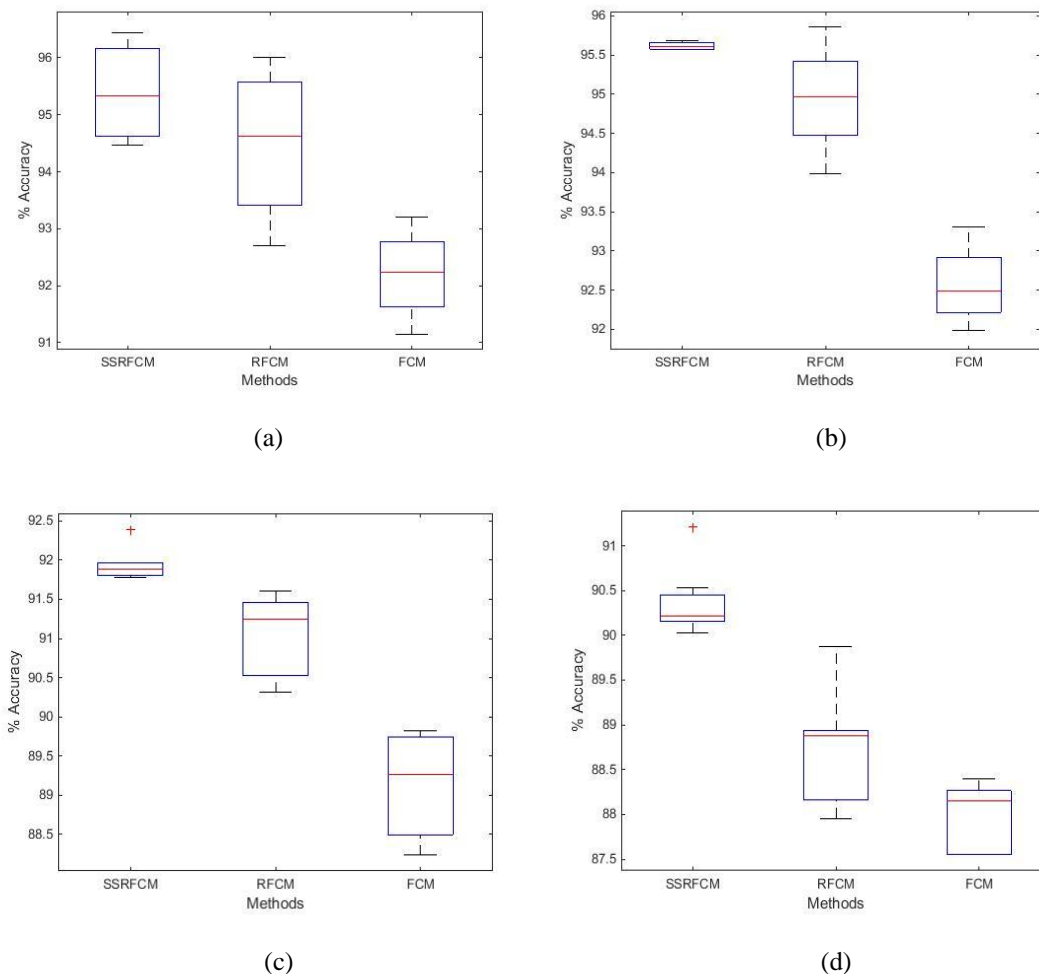 96
95
94
93
92
91
% Accuracy
SSRFCM RFCM FCM
Methods
(a)
96
95.5
95
94.5
94
93.5
93
92.5
92
% Accuracy
SSRFCM RFCM FCM
Methods
(b)
92.5
92
91.5
91
90.5
90
89.5
89
88.5
% Accuracy
SSRFCM RFCM FCM
Methods
(c)
91
90.5
90
89.5
89
88.5
88
87.5
% Accuracy
SSRFCM RFCM FCM
Methods
(d)